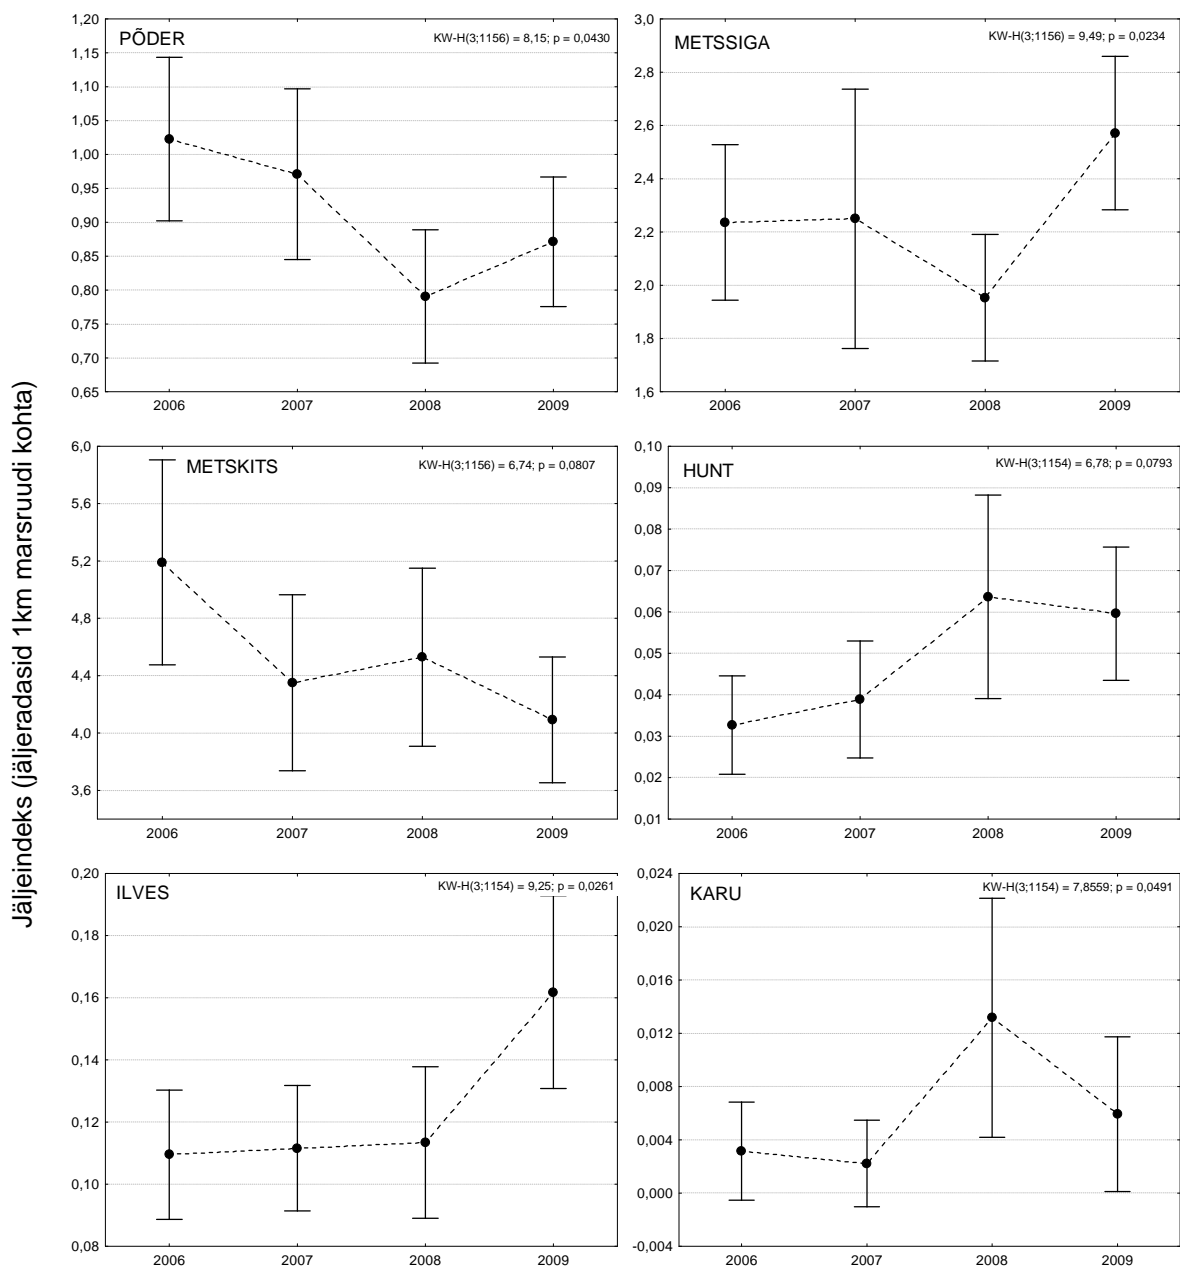 Jäljeindeks (jäljeradasid 1km marsruudi kohta)
PÕDER
KW-H(3;1156) = 8,15; p = 0,0430
1,20
1,15
1,10
1,05
1,00
0,95
0,90
0,85
0,80
0,75
0,70
0,65
2006 2007 2008 2009
METSSIGA
KW-H(3;1156) = 9,49; p = 0,0234
3,0
2,8
2,6
2,4
2,2
2,0
1,8
1,6
2006 2007 2008 2009
METSKITS
KW-H(3;1156) = 6,74; p = 0,0807
6,0
5,6
5,2
4,8
4,4
4,0
3,6
2006 2007 2008 2009
HUNT
KW-H(3;1154) = 6,78; p = 0,0793
0,10
0,09
0,08
0,07
0,06
0,05
0,04
0,03
0,02
0,01
2006 2007 2008 2009
ILVES
KW-H(3;1154) = 9,25; p = 0,0261
0,20
0,18
0,16
0,14
0,12
0,10
0,08
2006 2007 2008 2009
KARU
KW-H(3;1154) = 7,8559; p = 0,0491
0,024
0,020
0,016
0,012
0,008
0,004
0,000
-0,004
2006 2007 2008 2009